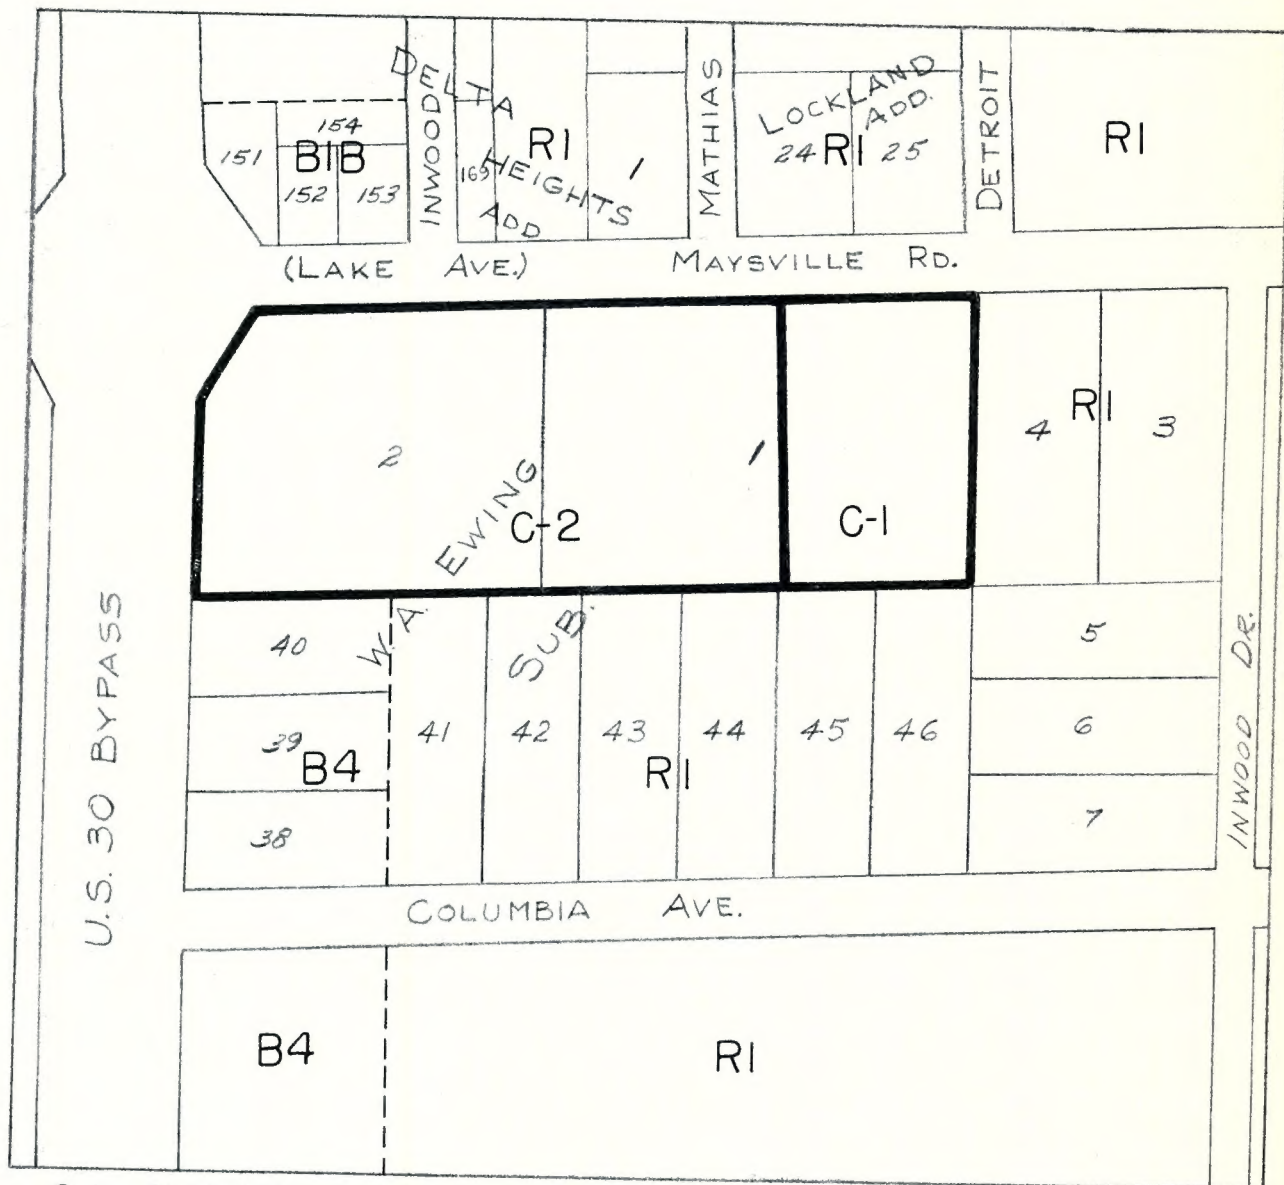 DELTA HEIGHTS ADD
INWOOD
MATHIAS
LOCKLAND ADD.
DETROIT
154
151
B1B
152
153
169
R1
1
24
R1
25
R1
(LAKE AVE.)
MAYSVILLE RD.
2
1
C-2
C-1
4
R1
3
W. A. EWING SUB.
U.S. 30 BYPASS
40
39
38
B4
41
42
43
44
45
46
R1
5
6
7
INWOOD DR.
COLUMBIA AVE.
B4
R1